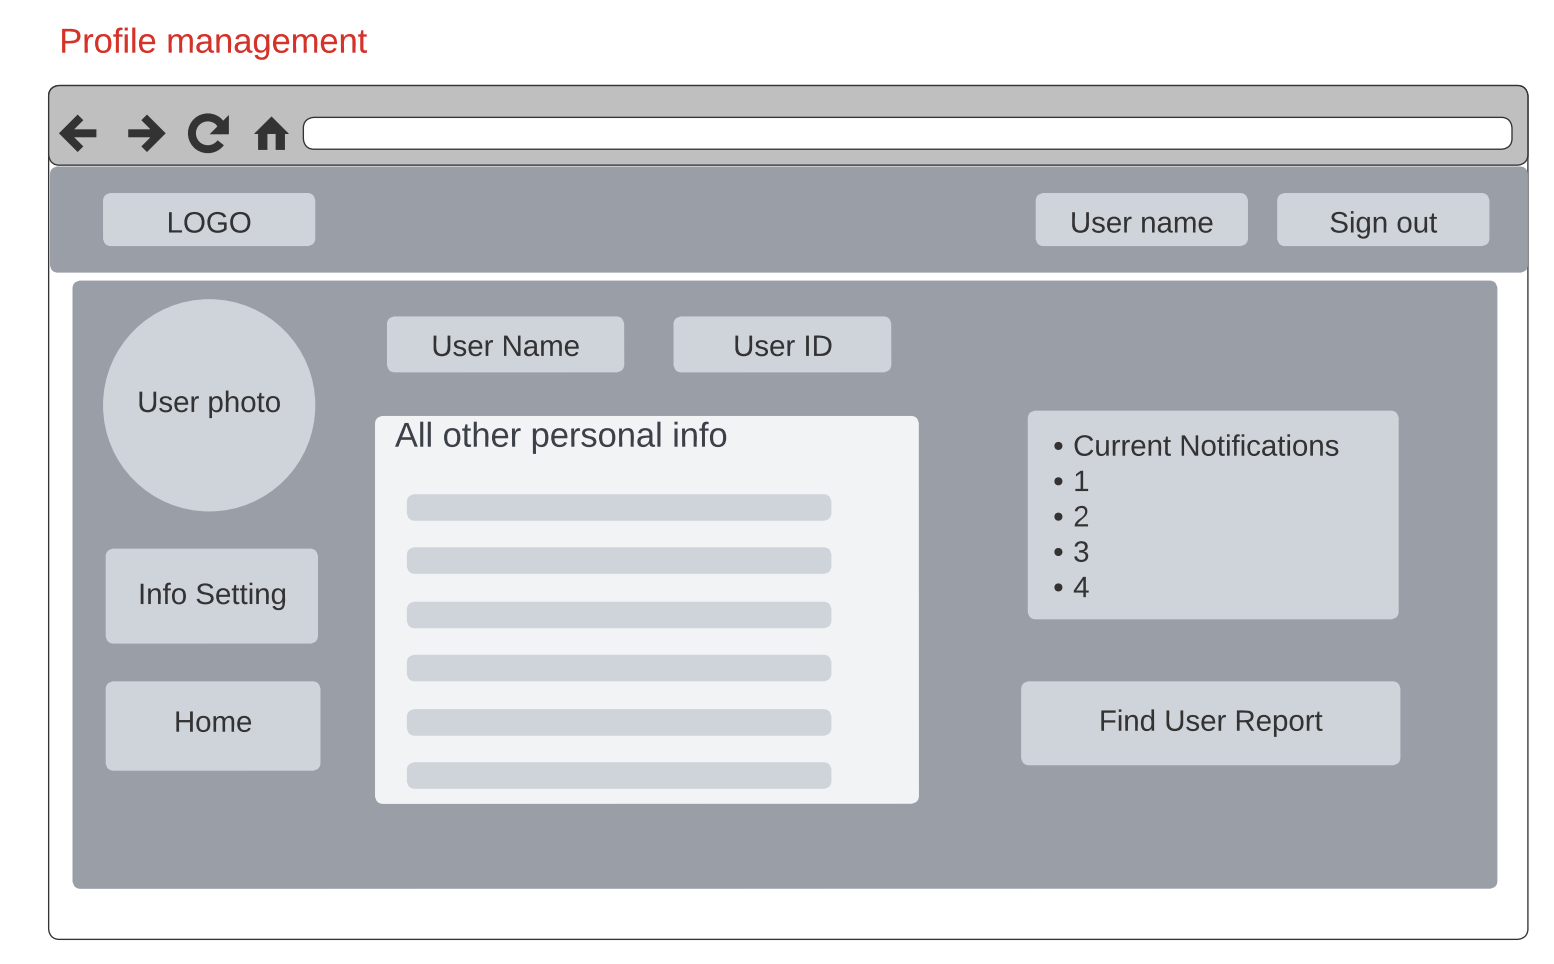 Profile management
LOGO
User name
Sign out
User photo
User Name
User ID
All other personal info
• Current Notifications
• 1
• 2
• 3
• 4
Info Setting
Home
Find User Report